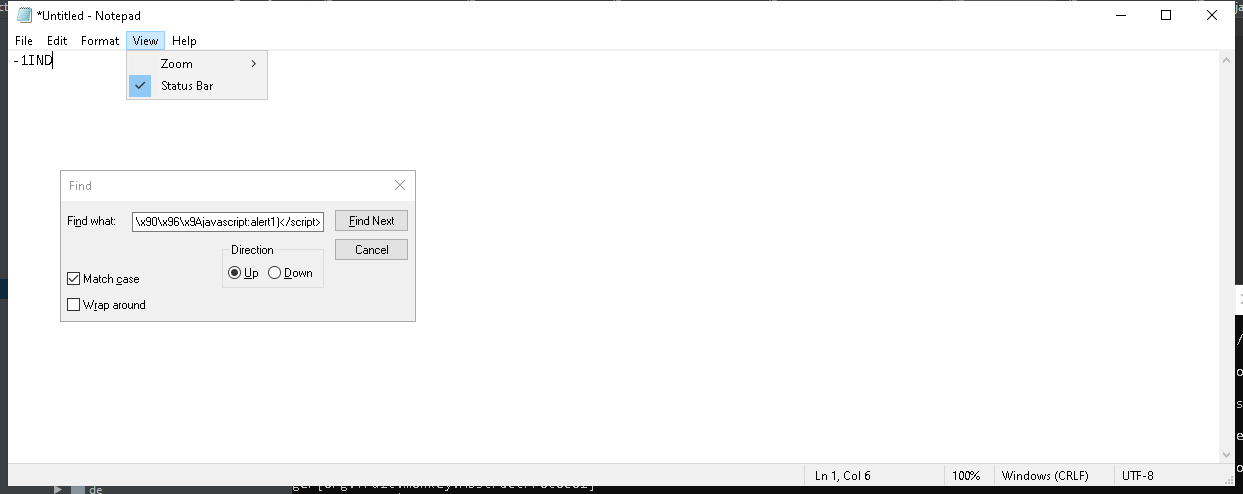 *Untitled - Notepad
File Edit Format View Help
-1IND
Zoom
Status Bar
Find
Find what: \x90\x96\x9Ajavascript:alert1)</script> Find Next
Cancel
Direction
Up Down
Match case
Wrap around
Ln 1, Col 6 100% Windows (CRLF) UTF-8
de